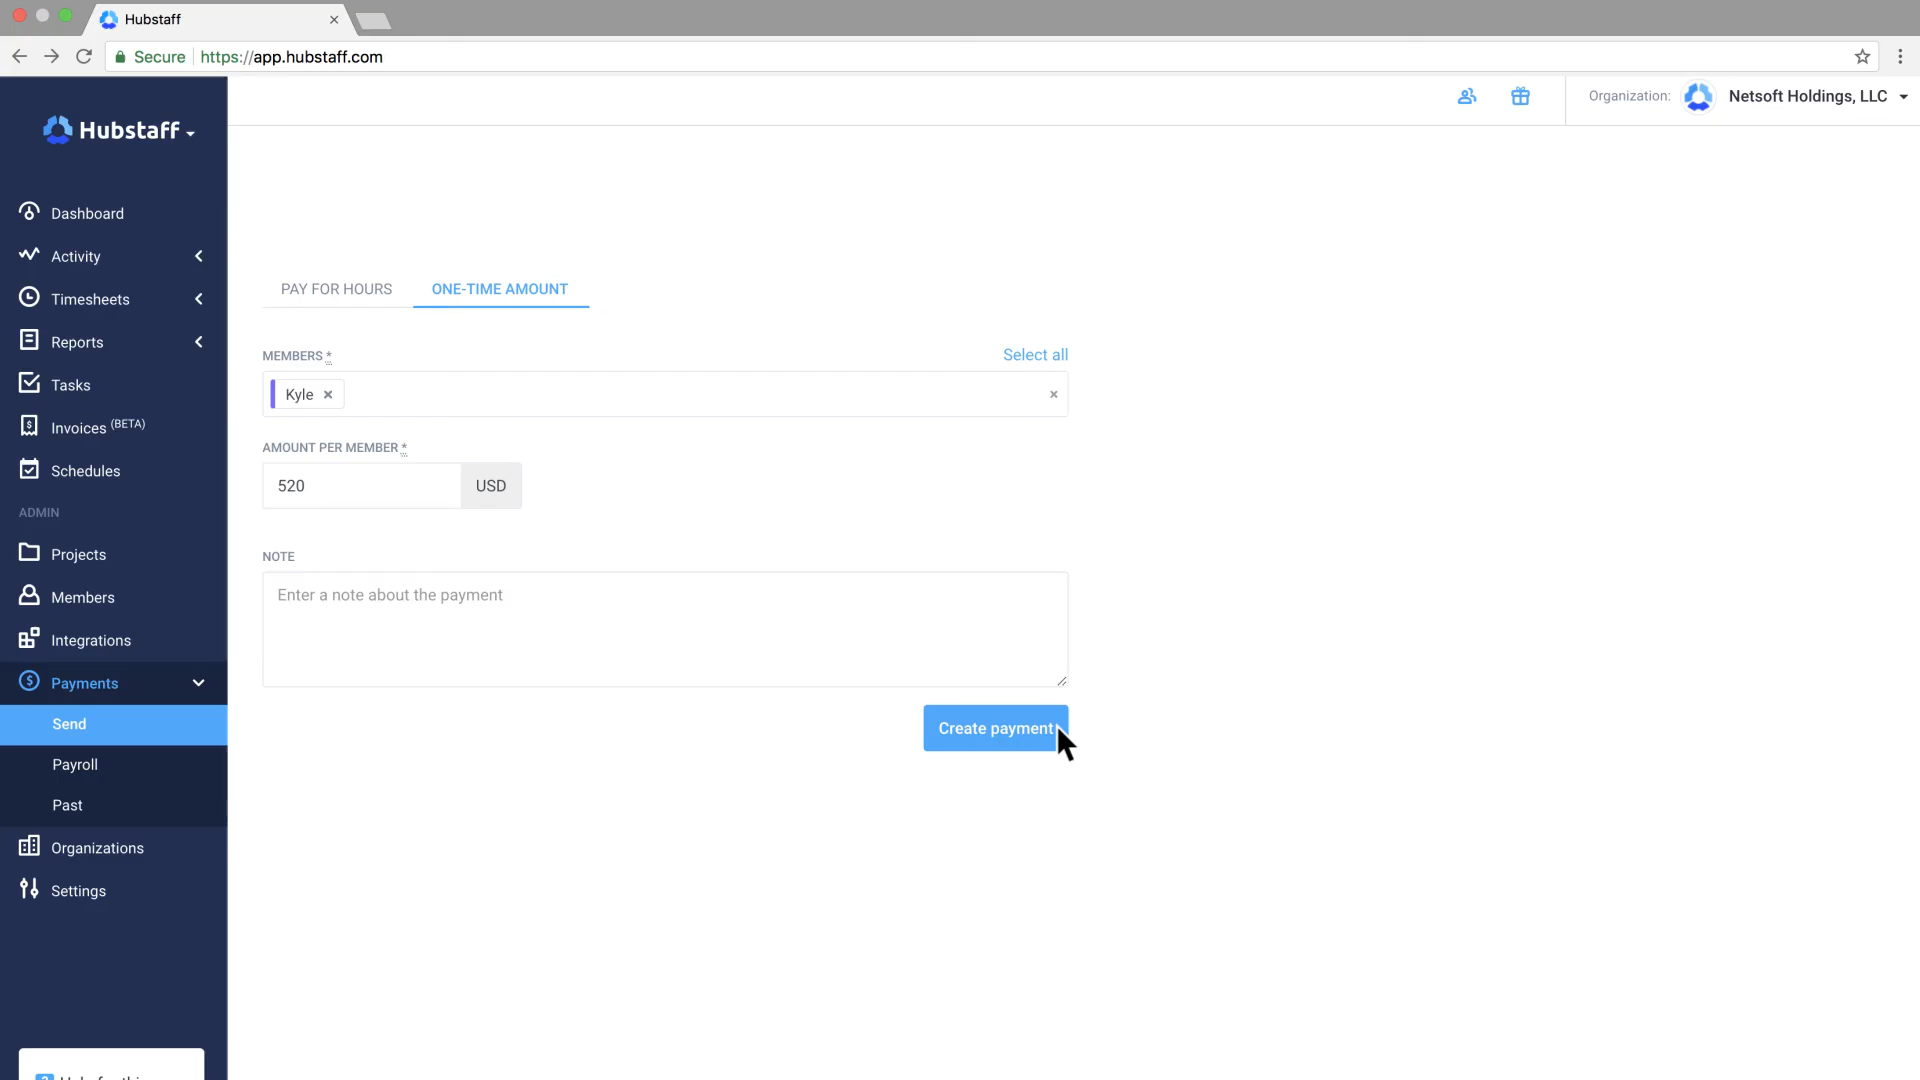 Hubstaff
Secure https://app.hubstaff.com
Organization: Netsoft Holdings, LLC
Hubstaff
Dashboard
Activity
Timesheets
Reports
Tasks
Invoices (BETA)
Schedules
ADMIN
Projects
Members
Integrations
Payments
Send
Payroll
Past
Organizations
Settings
PAY FOR HOURS ONE-TIME AMOUNT
MEMBERS * Select all
Kyle
AMOUNT PER MEMBER *
520 USD
NOTE
Enter a note about the payment
Create payment